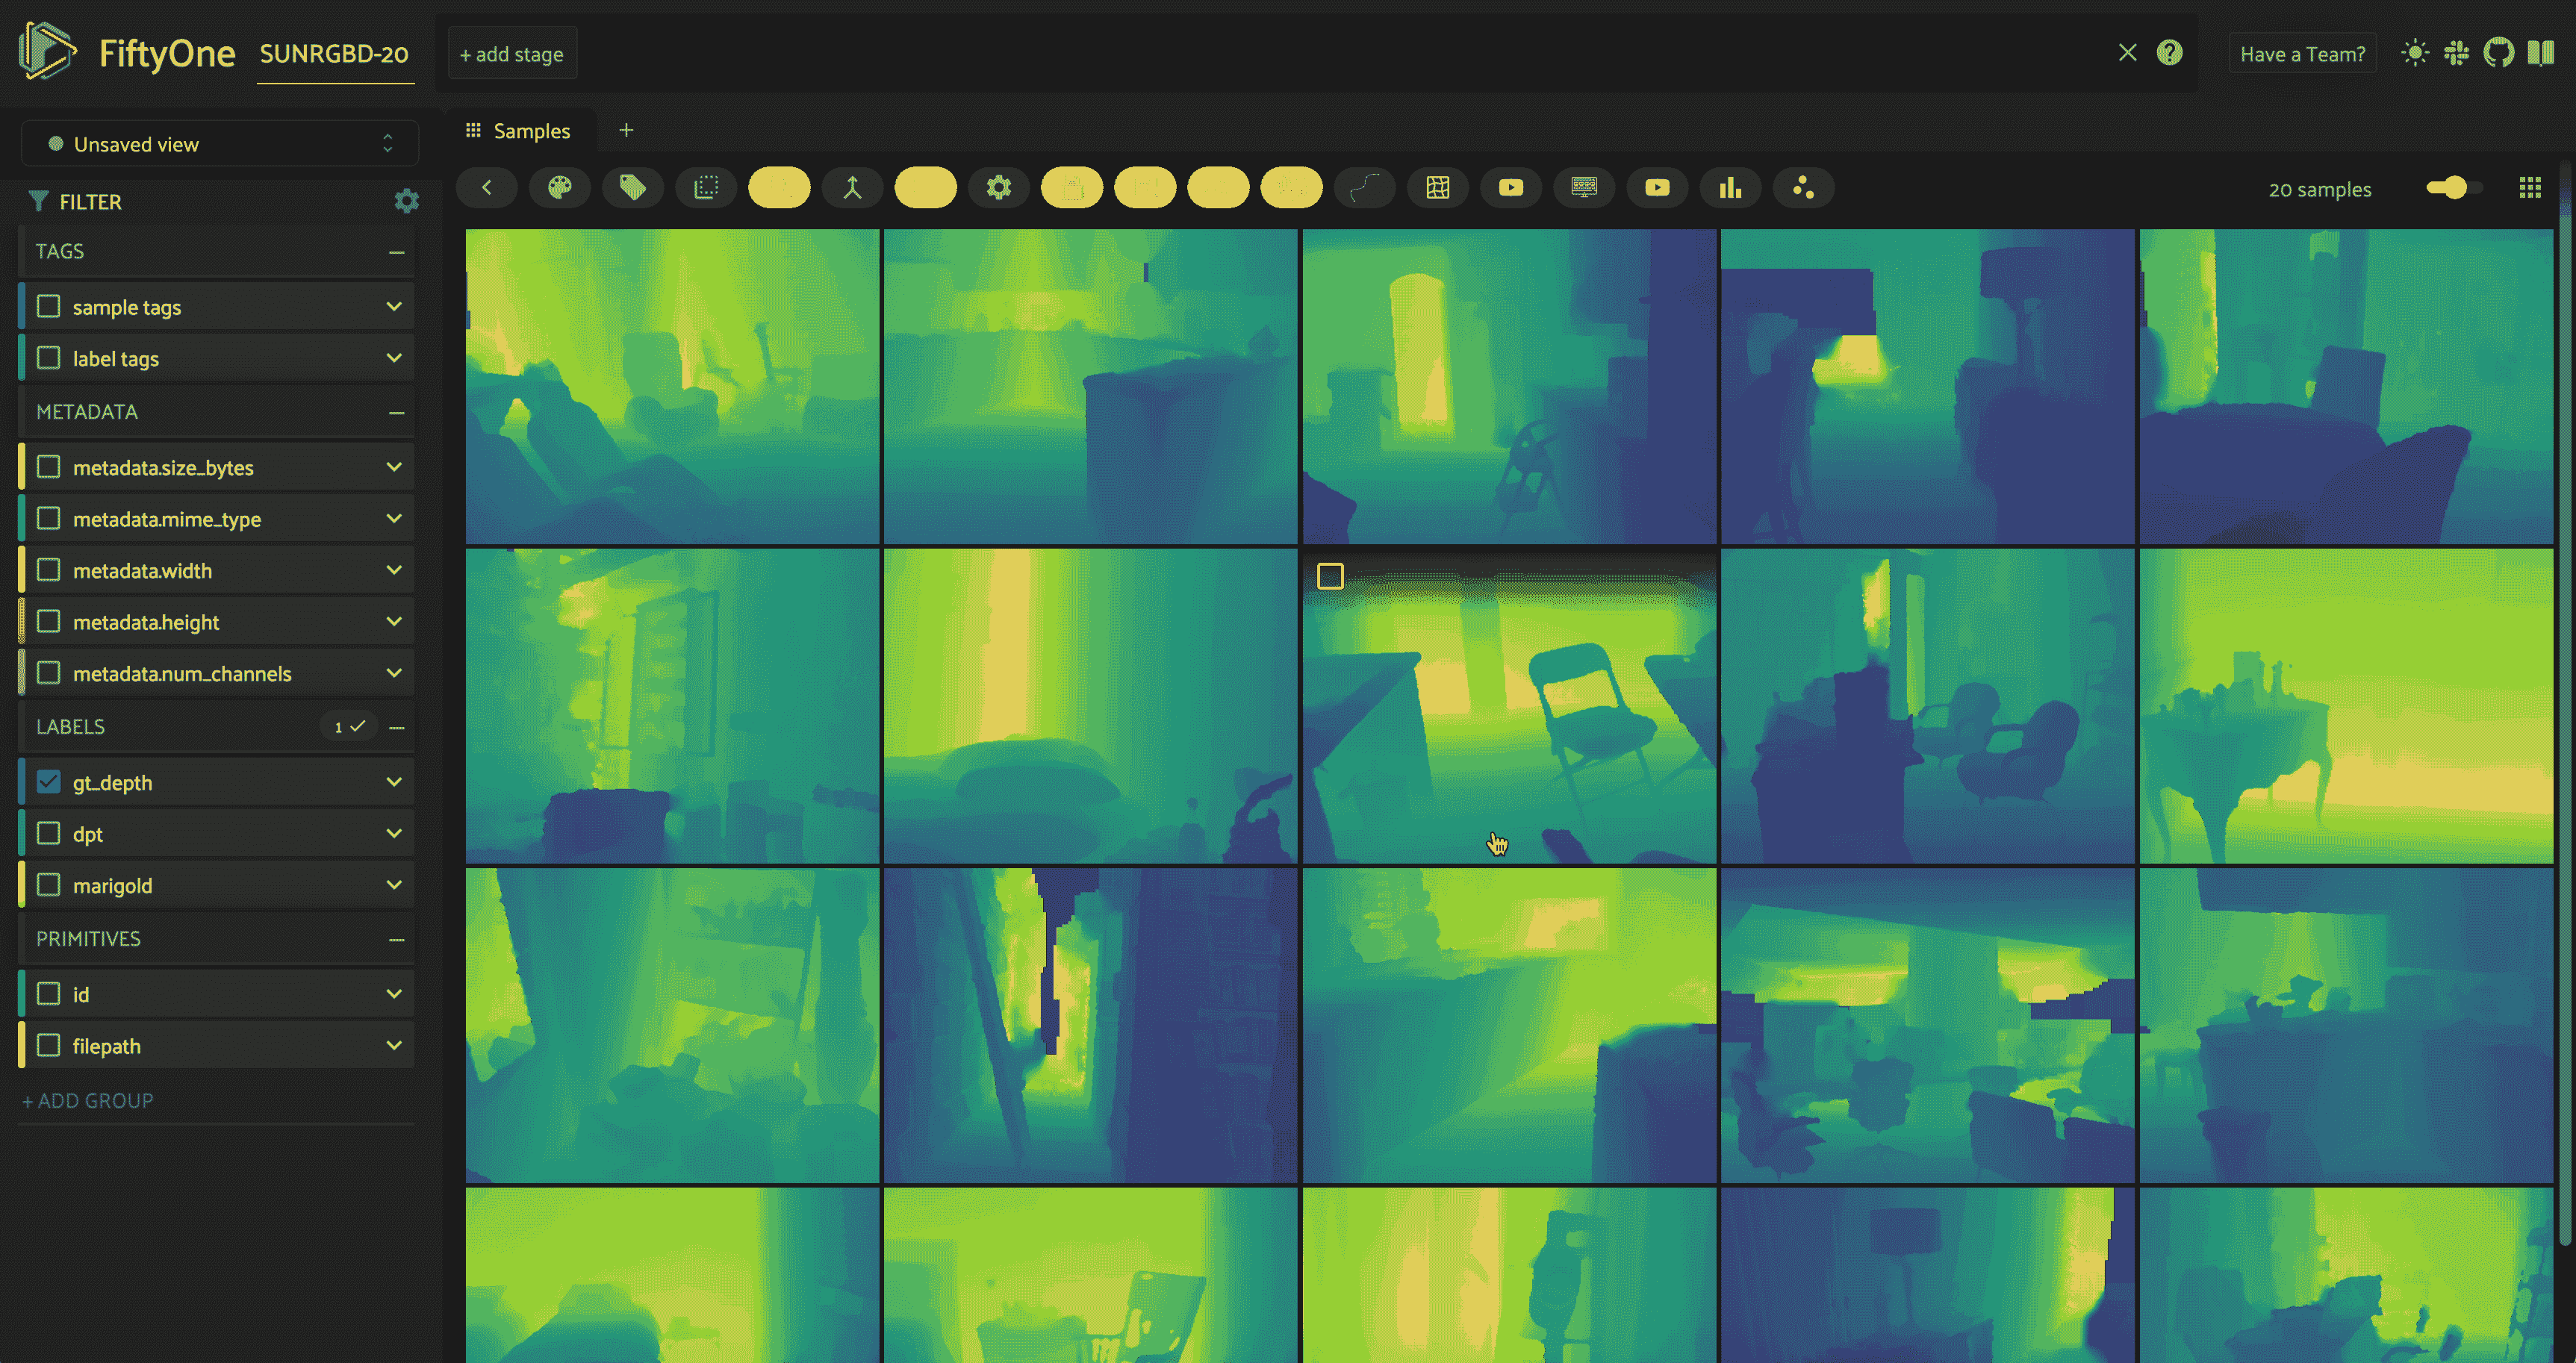 FiftyOne
SUNRGBD-20
+ add stage
Have a Team?
Unsaved view
Samples
FILTER
20 samples
TAGS
sample tags
label tags
METADATA
metadata.size_bytes
metadata.mime_type
metadata.width
metadata.height
metadata.num_channels
LABELS
1
gt_depth
dpt
marigold
PRIMITIVES
id
filepath
+ ADD GROUP